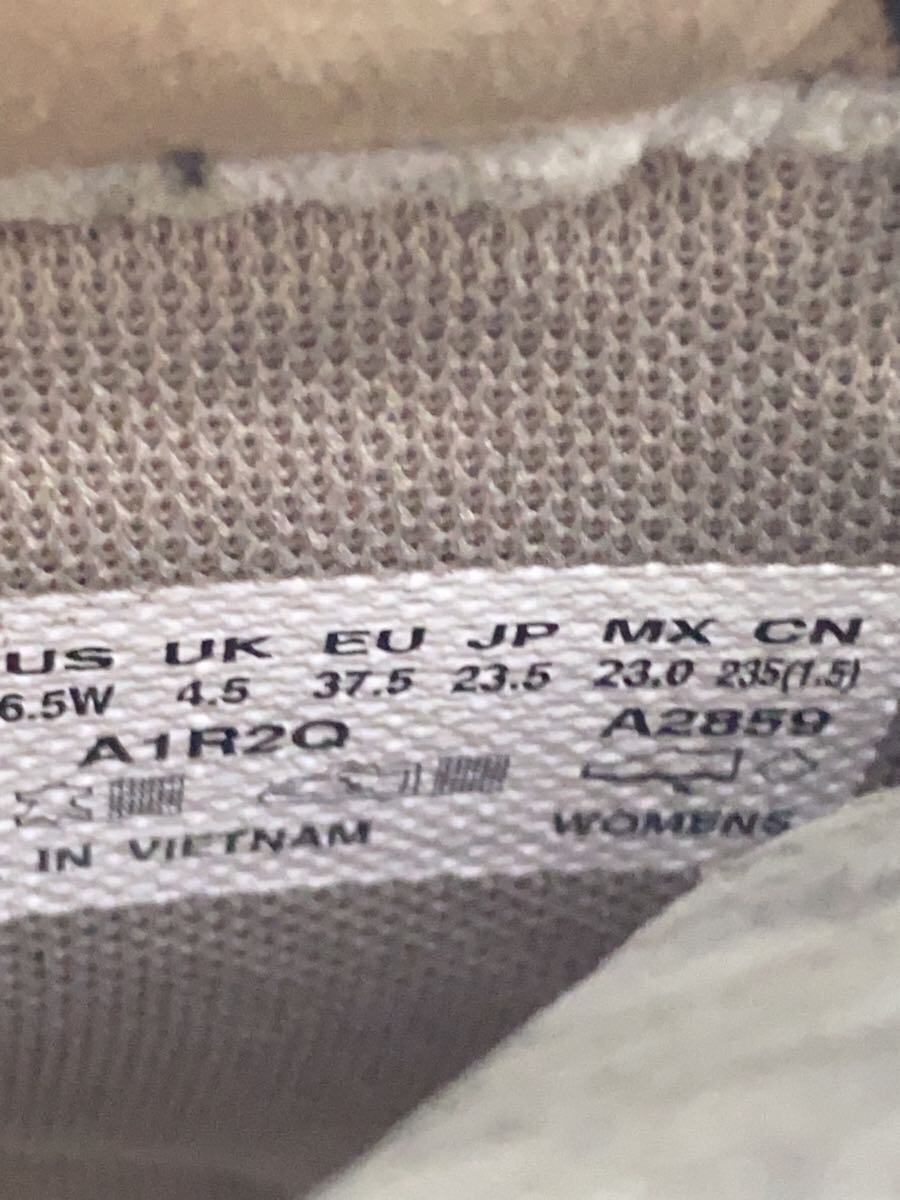 US UK EU JP MX CN
6.5W 4.5 37.5 23.5 23.0 235(1.5)
A1R2Q A2859
IN VIETNAM WOMENS